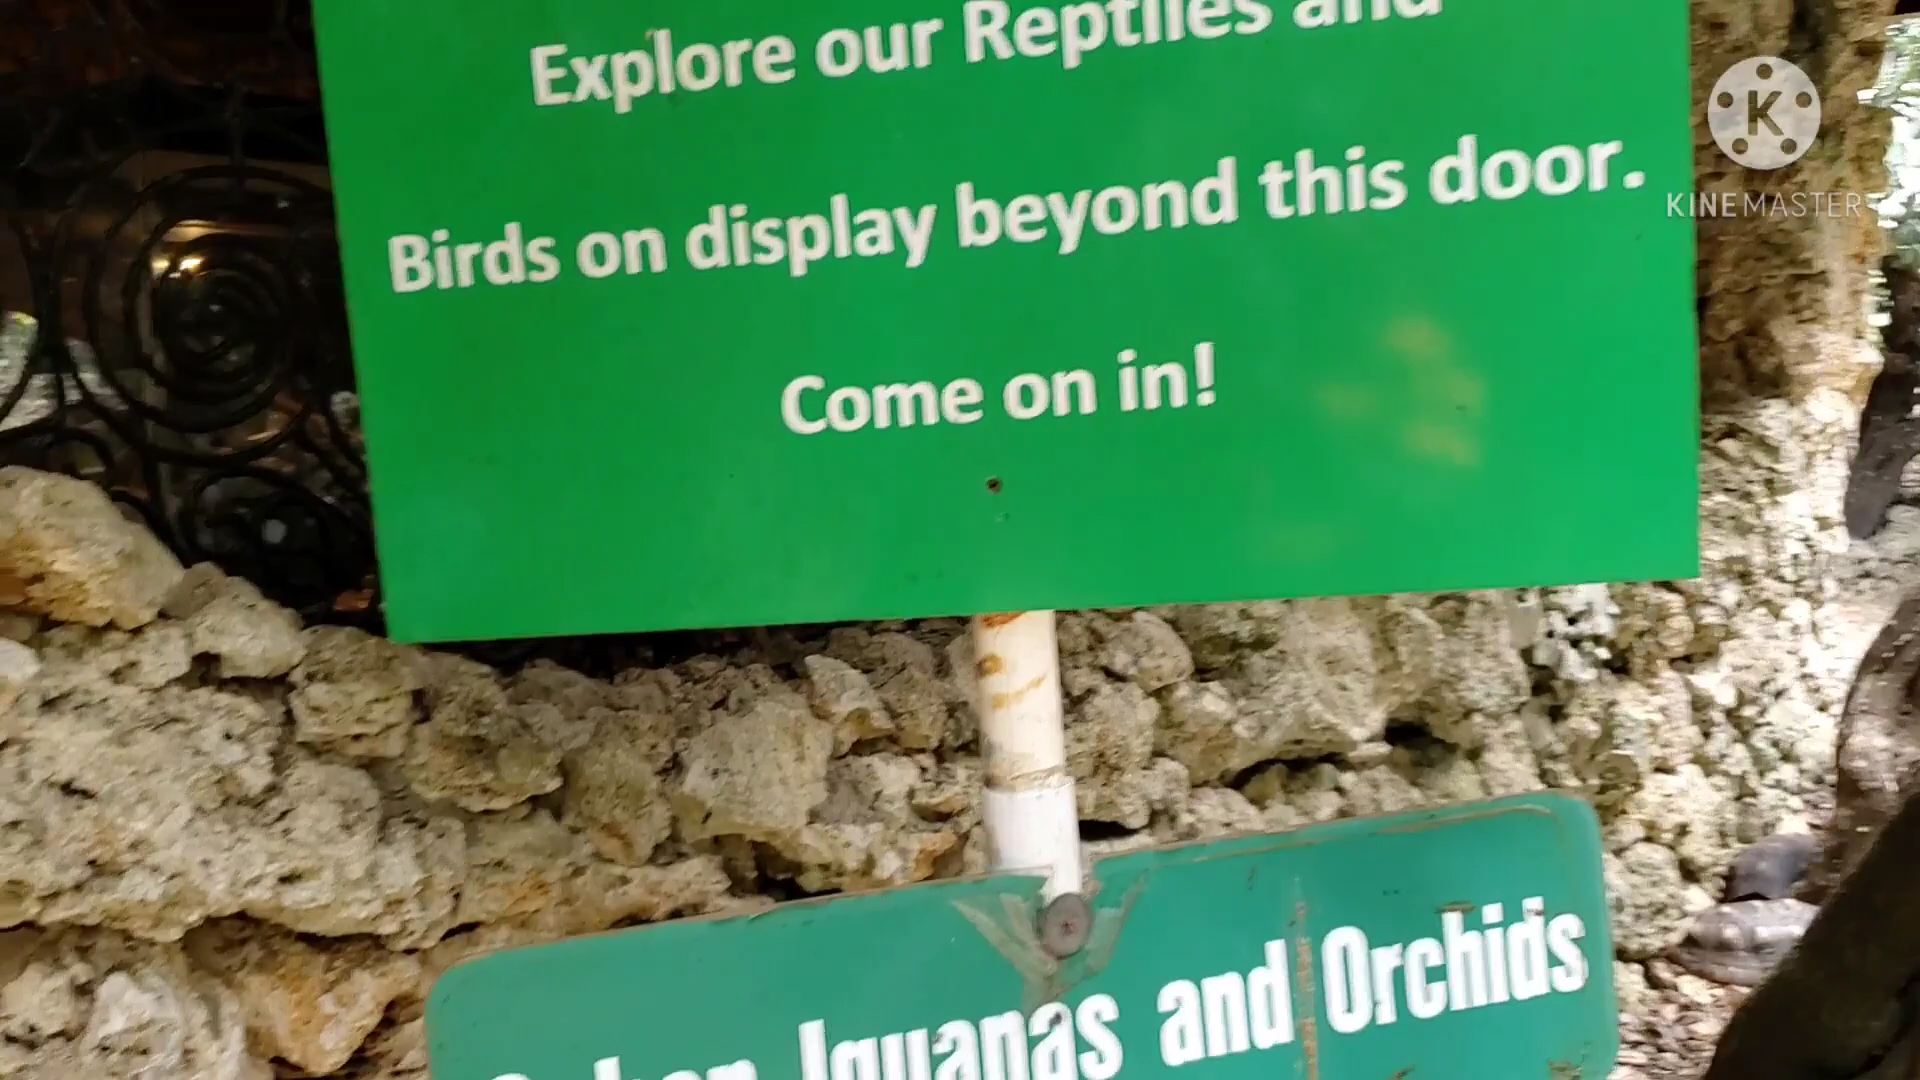 Explore our Reptiles and
Birds on display beyond this door.
Come on in!
Iguanas and Orchids
K
KINEMASTER